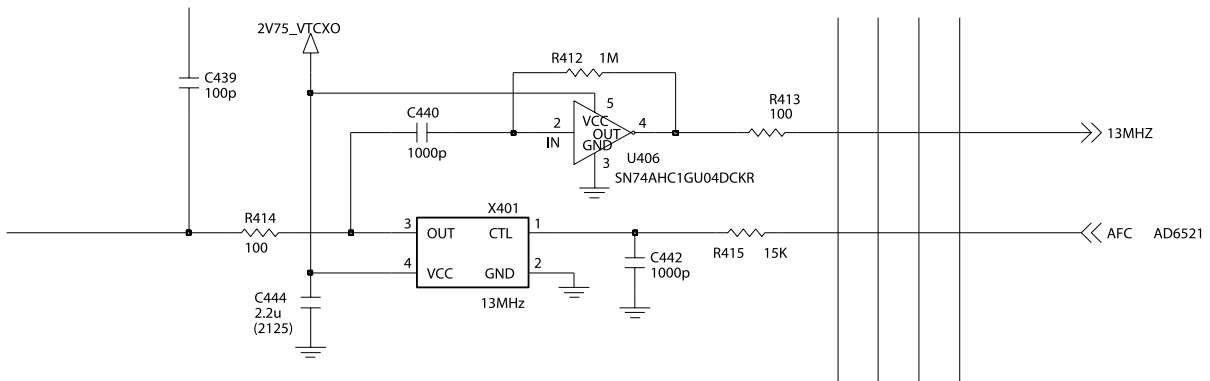 2V75_VTCXO
C439
100p
R412 1M
C440
1000p
R413
100
5
VCC
2
IN
OUT
4
GND
3
U406
SN74AHC1GU04DCKR
13MHZ
R414
100
X401
3
OUT
CTL
1
4
VCC
GND
2
13MHz
C442
1000p
R415 15K
AFC AD6521
C444
2.2u
(2125)